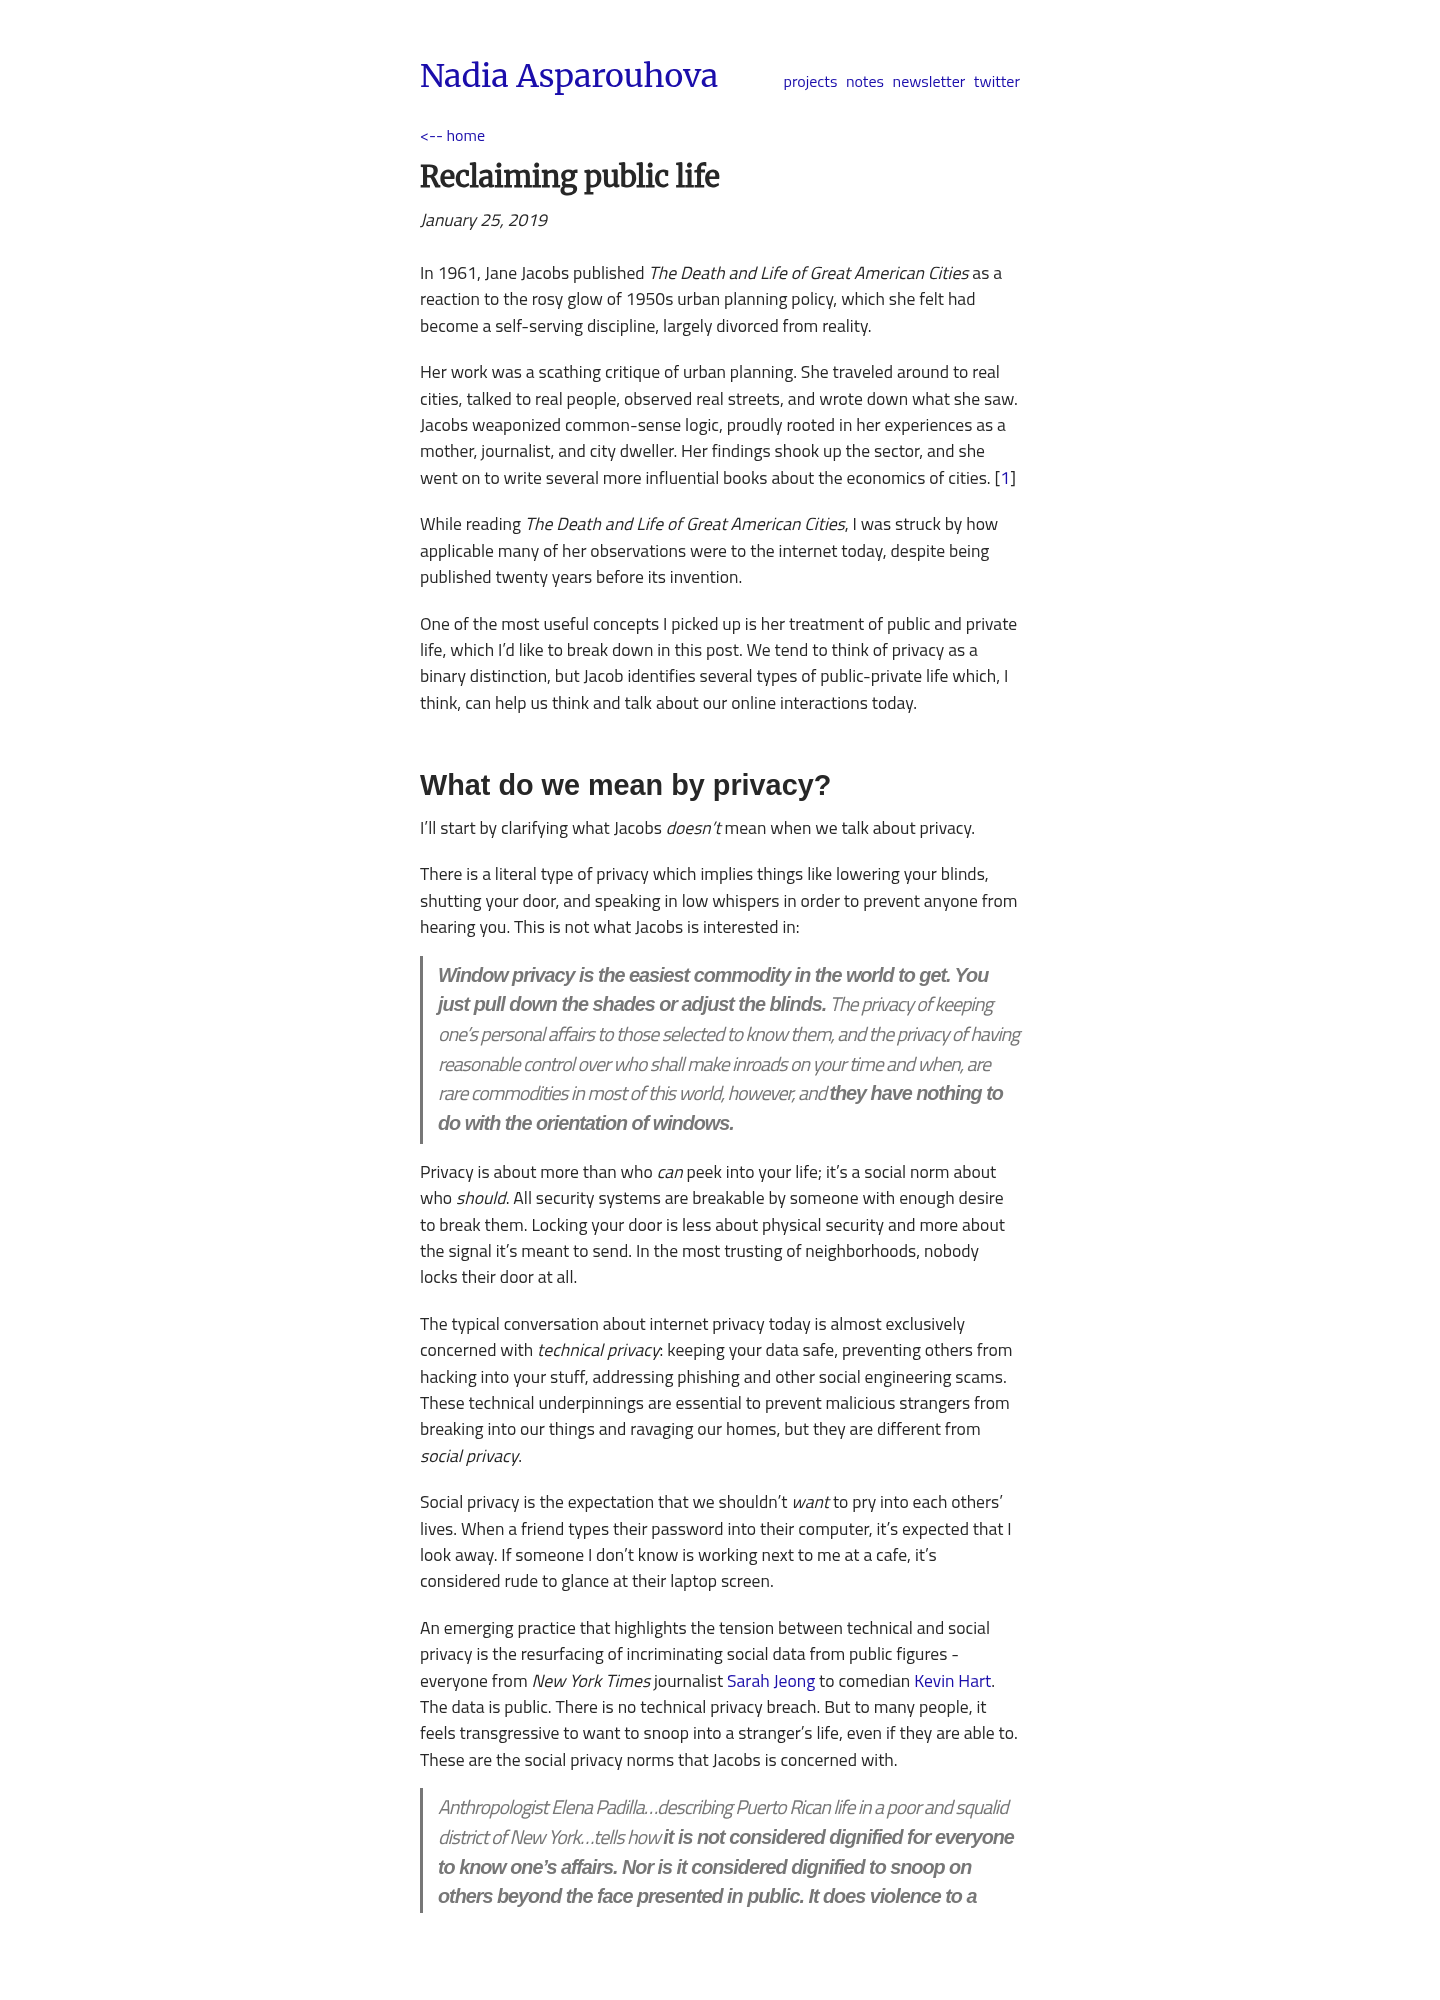 Nadia Asparouhova
projects notes newsletter twitter
<-- home
Reclaiming public life
January 25, 2019
In 1961, Jane Jacobs published The Death and Life of Great American Cities as a
reaction to the rosy glow of 1950s urban planning policy, which she felt had
become a self-serving discipline, largely divorced from reality.
Her work was a scathing critique of urban planning. She traveled around to real
cities, talked to real people, observed real streets, and wrote down what she saw.
Jacobs weaponized common-sense logic, proudly rooted in her experiences as a
mother, journalist, and city dweller. Her findings shook up the sector, and she
went on to write several more influential books about the economics of cities. [1]
While reading The Death and Life of Great American Cities, I was struck by how
applicable many of her observations were to the internet today, despite being
published twenty years before its invention.
One of the most useful concepts I picked up is her treatment of public and private
life, which I’d like to break down in this post. We tend to think of privacy as a
binary distinction, but Jacob identifies several types of public-private life which, I
think, can help us think and talk about our online interactions today.
What do we mean by privacy?
I’ll start by clarifying what Jacobs doesn’t mean when we talk about privacy.
There is a literal type of privacy which implies things like lowering your blinds,
shutting your door, and speaking in low whispers in order to prevent anyone from
hearing you. This is not what Jacobs is interested in:
Window privacy is the easiest commodity in the world to get. You
just pull down the shades or adjust the blinds. The privacy of keeping
one’s personal affairs to those selected to know them, and the privacy of having
reasonable control over who shall make inroads on your time and when, are
rare commodities in most of this world, however, and they have nothing to
do with the orientation of windows.
Privacy is about more than who can peek into your life; it’s a social norm about
who should. All security systems are breakable by someone with enough desire
to break them. Locking your door is less about physical security and more about
the signal it’s meant to send. In the most trusting of neighborhoods, nobody
locks their door at all.
The typical conversation about internet privacy today is almost exclusively
concerned with technical privacy: keeping your data safe, preventing others from
hacking into your stuff, addressing phishing and other social engineering scams.
These technical underpinnings are essential to prevent malicious strangers from
breaking into our things and ravaging our homes, but they are different from
social privacy.
Social privacy is the expectation that we shouldn’t want to pry into each others’
lives. When a friend types their password into their computer, it’s expected that I
look away. If someone I don’t know is working next to me at a cafe, it’s
considered rude to glance at their laptop screen.
An emerging practice that highlights the tension between technical and social
privacy is the resurfacing of incriminating social data from public figures -
everyone from New York Times journalist Sarah Jeong to comedian Kevin Hart.
The data is public. There is no technical privacy breach. But to many people, it
feels transgressive to want to snoop into a stranger’s life, even if they are able to.
These are the social privacy norms that Jacobs is concerned with.
Anthropologist Elena Padilla…describing Puerto Rican life in a poor and squalid
district of New York…tells how it is not considered dignified for everyone
to know one’s affairs. Nor is it considered dignified to snoop on
others beyond the face presented in public. It does violence to a